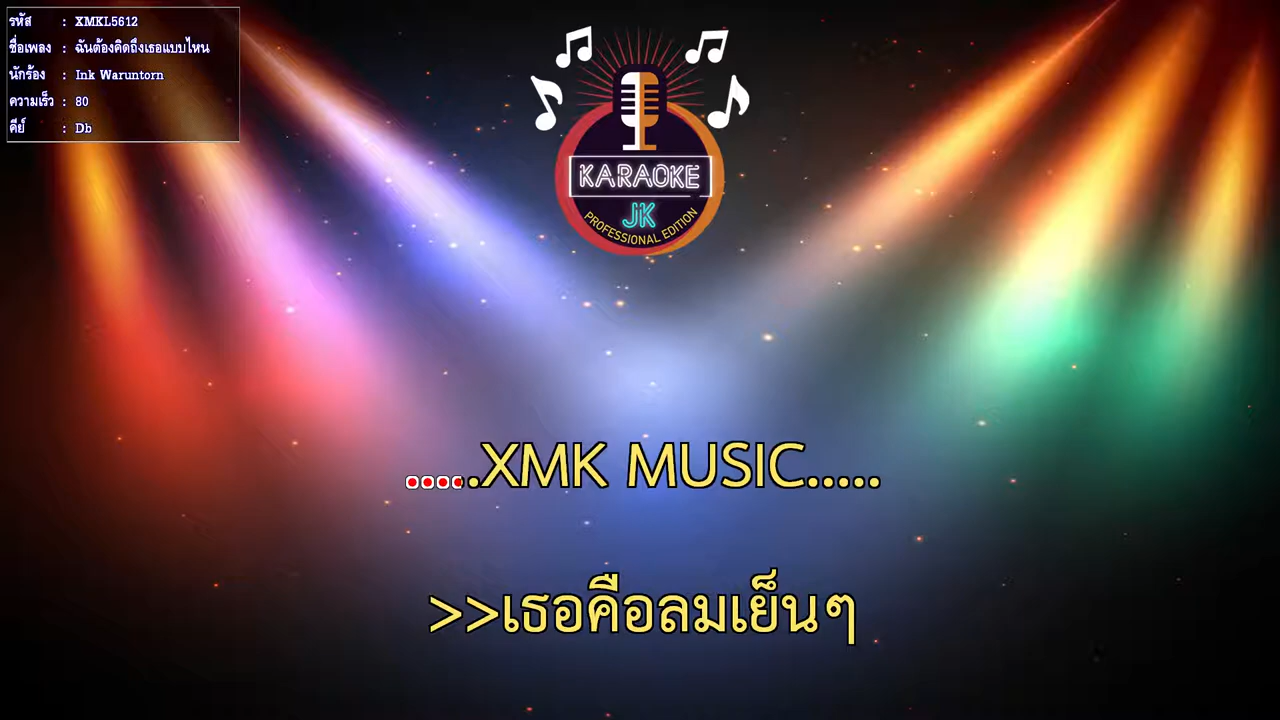 รหัส : XMKL5612
ชื่อเพลง : ฉันต้องคิดถึงเธอแบบไหน
นักร้อง : Ink Waruntorn
ความเร็ว : 80
คีย์ : Db
KARAOKE
JK
PROFESSIONAL EDITION
.....XMK MUSIC.....
>>เธอคือลมเย็นๆ